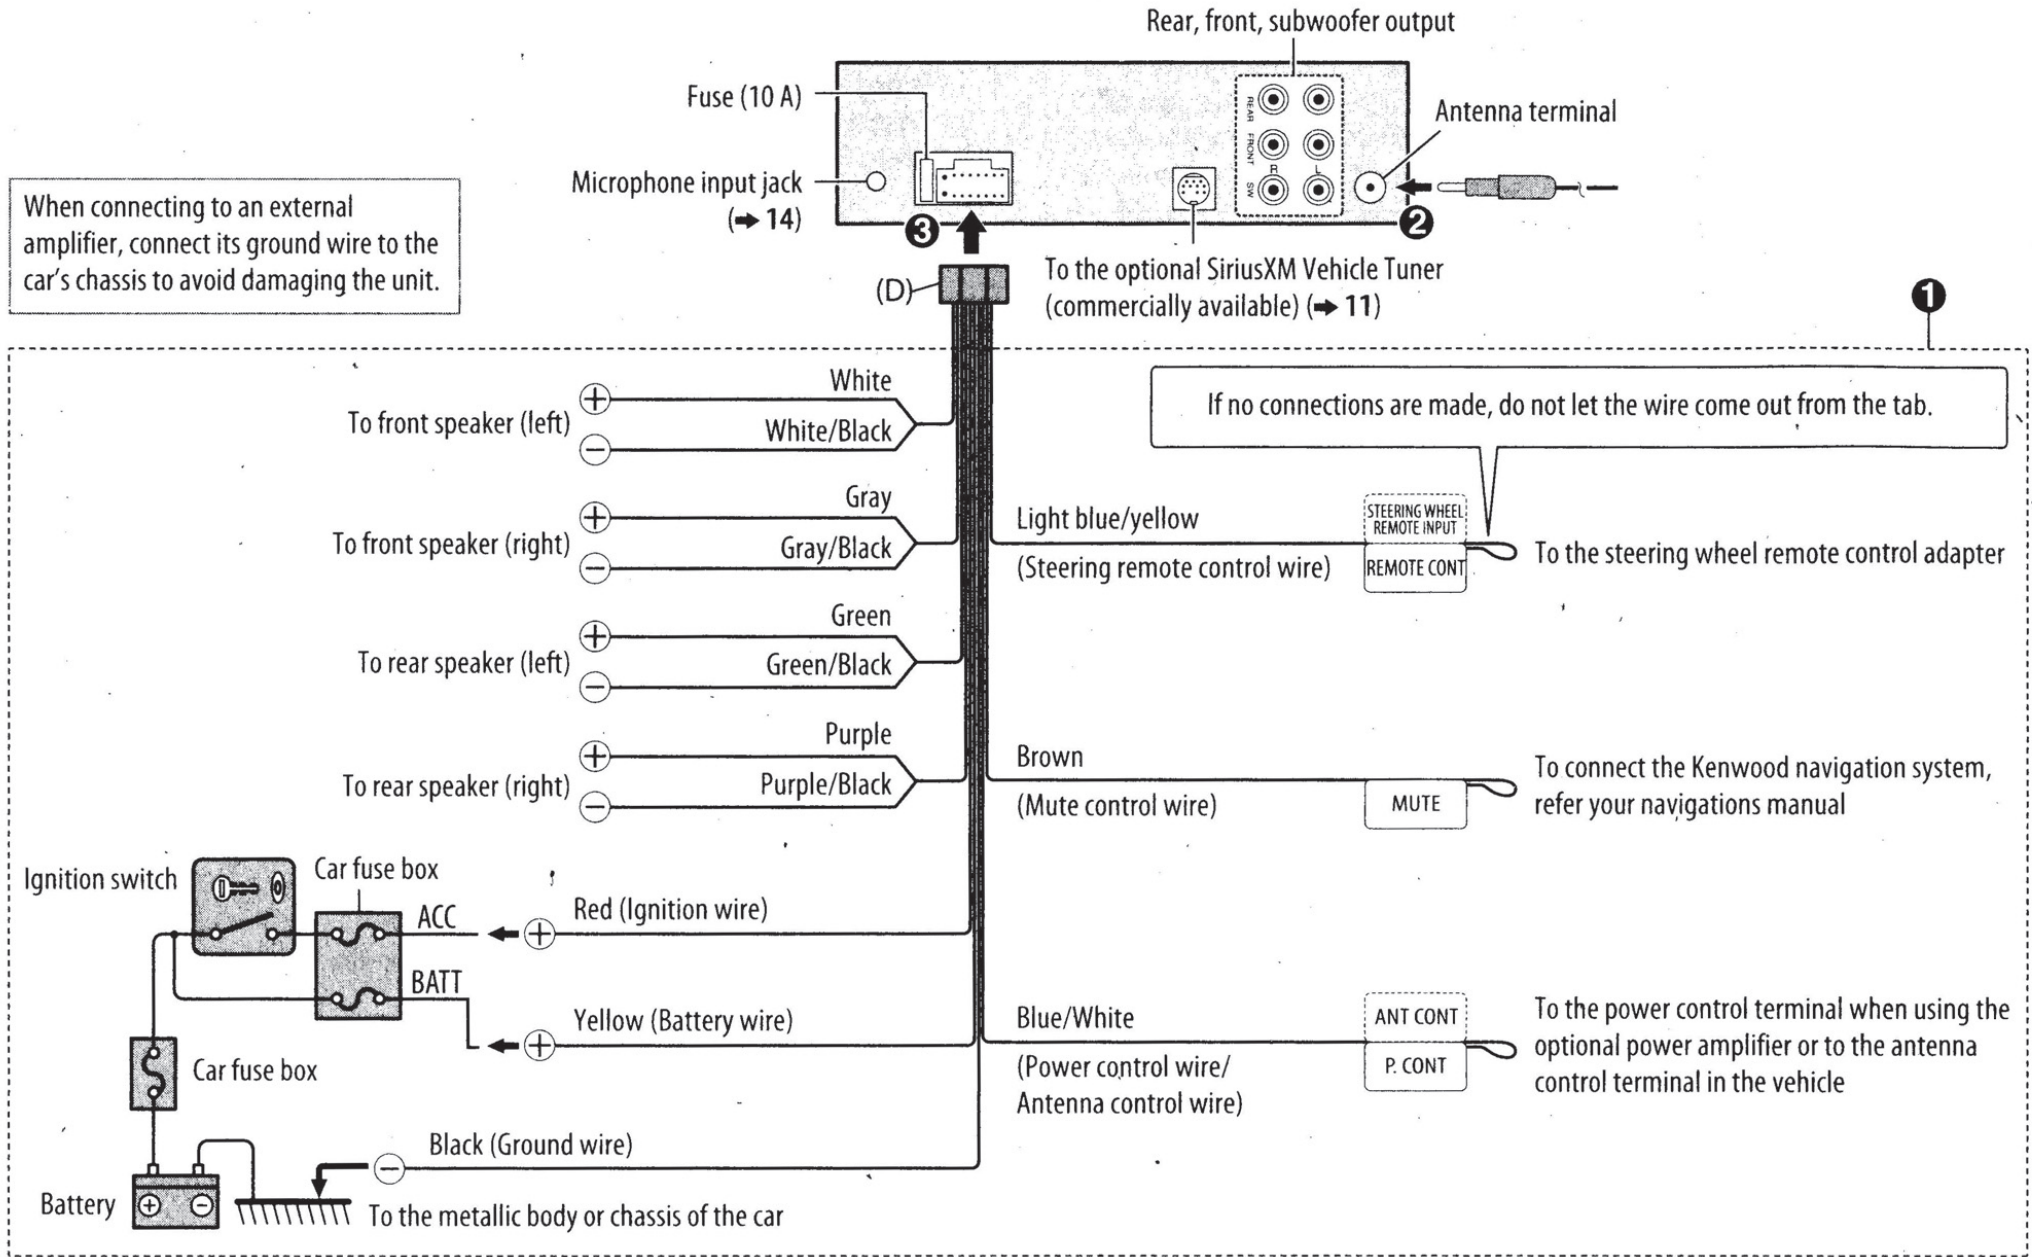 Rear, front, subwoofer output
Fuse (10 A)
REAR
FRONT
R
L
SW
Antenna terminal
Microphone input jack
(➔ 14)
❸
❷
When connecting to an external
amplifier, connect its ground wire to the
car's chassis to avoid damaging the unit.
(D)
To the optional SiriusXM Vehicle Tuner
(commercially available) (➔ 11)
❶
To front speaker (left)
+
White
White/Black
−
To front speaker (right)
+
Gray
Gray/Black
−
To rear speaker (left)
+
Green
Green/Black
−
To rear speaker (right)
+
Purple
Purple/Black
−
If no connections are made, do not let the wire come out from the tab.
Light blue/yellow
(Steering remote control wire)
STEERING WHEEL
REMOTE INPUT
REMOTE CONT
To the steering wheel remote control adapter
Brown
(Mute control wire)
MUTE
To connect the Kenwood navigation system,
refer your navigations manual
Ignition switch
Car fuse box
ACC
+
Red (Ignition wire)
BATT
+
Yellow (Battery wire)
Car fuse box
Blue/White
(Power control wire/
Antenna control wire)
ANT CONT
P. CONT
To the power control terminal when using the
optional power amplifier or to the antenna
control terminal in the vehicle
−
Black (Ground wire)
Battery
+
−
To the metallic body or chassis of the car